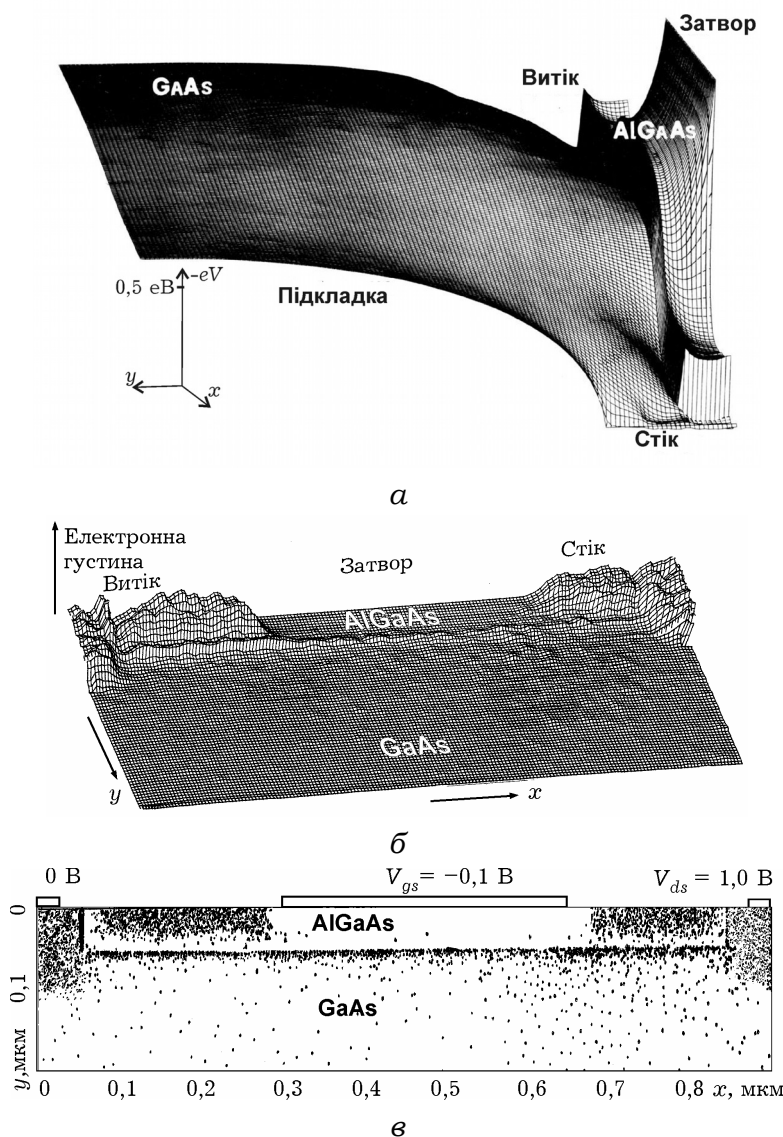 Затвор
Витік
GaAs
AlGaAs
-eV
0,5 еВ
Підкладка
y
x
Стік
а
Електронна
густина
Витік
Затвор
Стік
AlGaAs
GaAs
y
x
б
0 В
Vgs = −0,1 В
Vds = 1,0 В
0
AlGaAs
0,1
GaAs
y,мкм
0 0,1 0,2 0,3 0,4 0,5 0,6 0,7 0,8 x, мкм
в